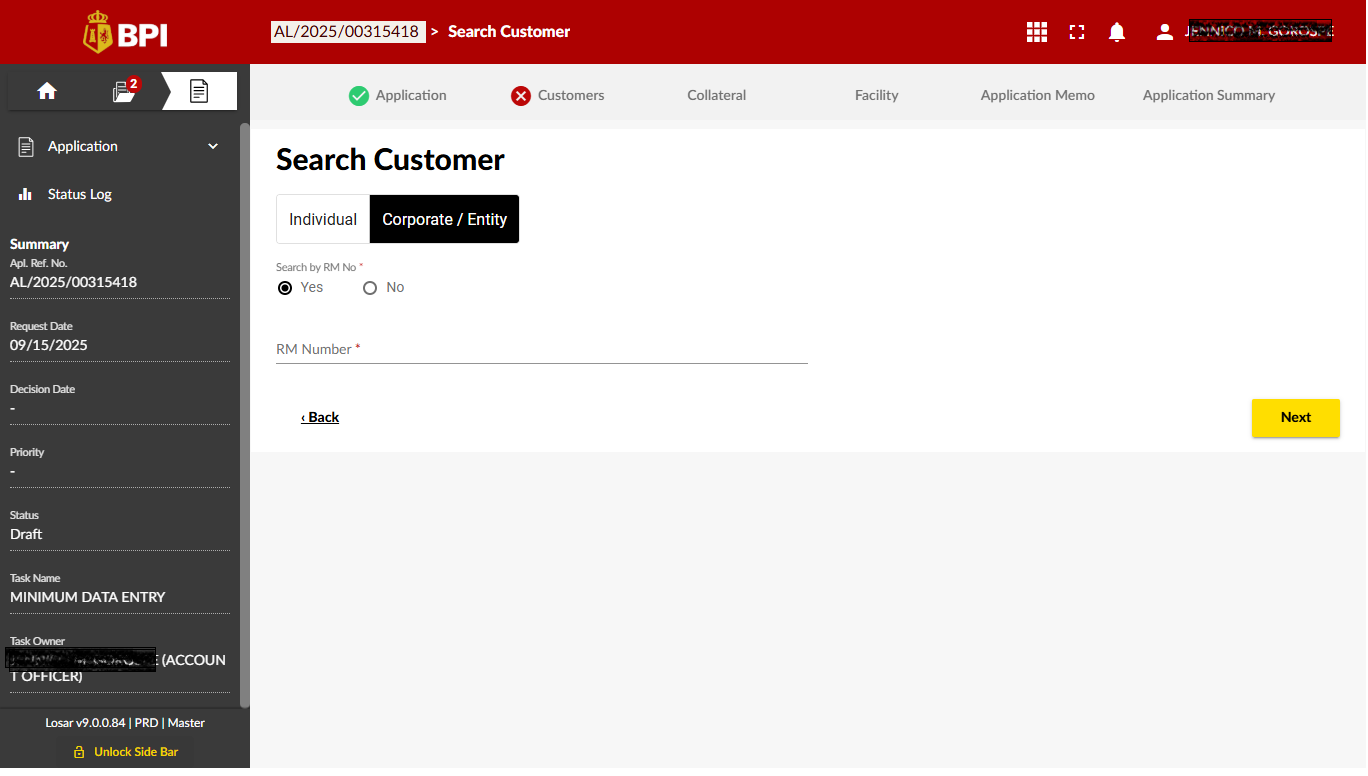 BPI
AL/2025/00315418 > Search Customer
2
Application
Customers
Collateral
Facility
Application Memo
Application Summary
Application
Status Log
Summary
Apl. Ref. No.
AL/2025/00315418
Request Date
09/15/2025
Decision Date
-
Priority
-
Status
Draft
Task Name
MINIMUM DATA ENTRY
Task Owner
(ACCOUN
T OFFICER)
Losar v9.0.0.84 | PRD | Master
Unlock Side Bar
Search Customer
Individual
Corporate / Entity
Search by RM No *
Yes
No
RM Number *
‹ Back
Next